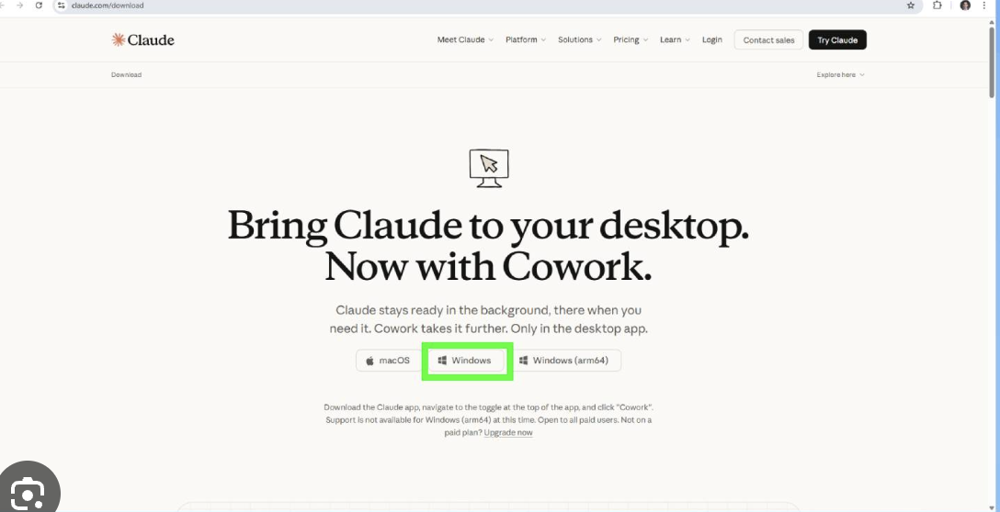 claude.com/download
Claude
Meet Claude Platform Solutions Pricing Learn Login Contact sales Try Claude
Download Explore here
Bring Claude to your desktop.
Now with Cowork.
Claude stays ready in the background, there when you
need it. Cowork takes it further. Only in the desktop app.
macOS Windows Windows (arm64)
Download the Claude app, navigate to the toggle at the top of the app, and click "Cowork".
Support is not available for Windows (arm64) at this time. Open to all paid users. Not on a
paid plan? Upgrade now